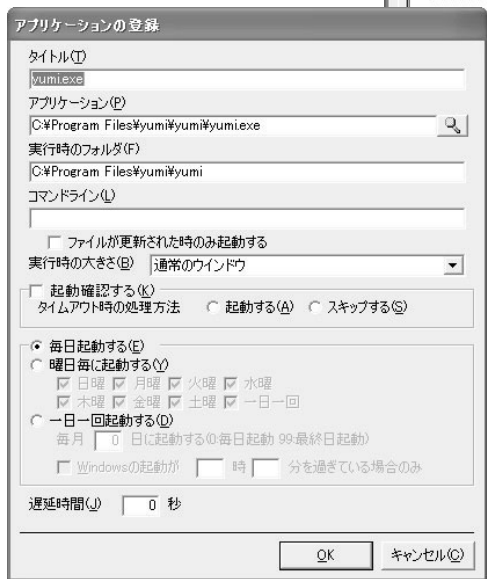 アプリケーションの登録
タイトル(T)
yumi.exe
アプリケーション(P)
C:¥Program Files¥yumi¥yumi¥yumi.exe
実行時のフォルダ(F)
C:¥Program Files¥yumi¥yumi
コマンドライン(L)
ファイルが更新された時のみ起動する
実行時の大きさ(B) 通常のウインドウ
起動確認する(K)
タイムアウト時の処理方法 起動する(A) スキップする(S)
毎日起動する(E)
曜日毎に起動する(Y)
日曜 月曜 火曜 水曜
木曜 金曜 土曜 一日一回
一日一回起動する(D)
毎月 0 日に起動する(0:毎日起動 99:最終日起動)
Windowsの起動が 時 分を過ぎている場合のみ
遅延時間(J) 0 秒
OK キャンセル(C)